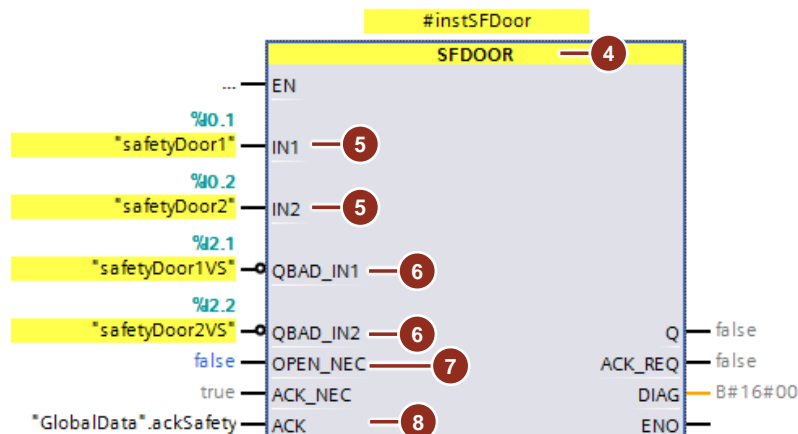 #instSFDoor
SFDOOR 4
... EN
%I0.1
"safetyDoor1" IN1 5
%I0.2
"safetyDoor2" IN2 5
%I2.1
"safetyDoor1VS" QBAD_IN1 6
%I2.2
"safetyDoor2VS" QBAD_IN2 6 Q false
false OPEN_NEC 7 ACK_REQ false
true ACK_NEC DIAG B#16#00
"GlobalData".ackSafety ACK 8 ENO